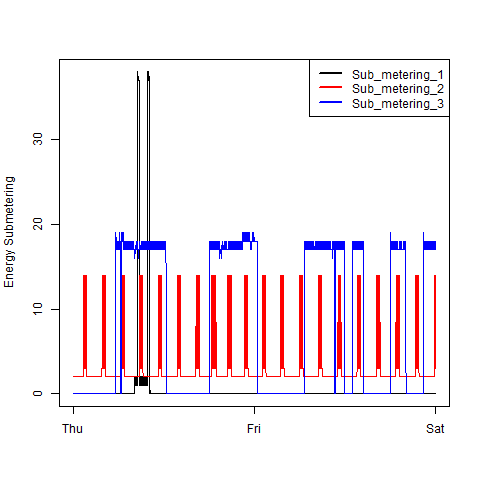 Sub_metering_1
Sub_metering_2
Sub_metering_3
Energy Submetering
30
20
10
0
Thu Fri Sat